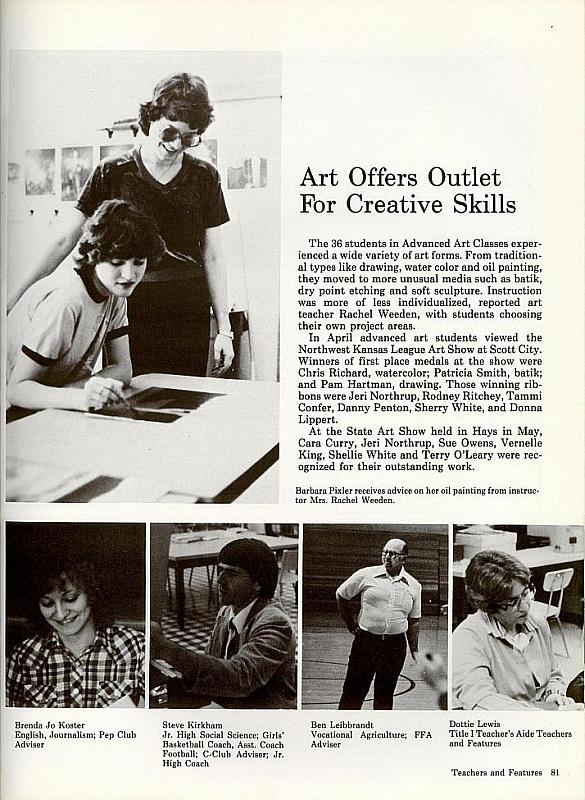 Art Offers Outlet
For Creative Skills
The 36 students in Advanced Art Classes exper-
ienced a wide variety of art forms. From tradition-
al types like drawing, water color and oil painting,
they moved to more unusual media such as batik,
dry point etching and soft sculpture. Instruction
was more of less individualized, reported art
teacher Rachel Weeden, with students choosing
their own project areas.
In April advanced art students viewed the
Northwest Kansas League Art Show at Scott City.
Winners of first place medals at the show were
Chris Richard, watercolor; Patricia Smith, batik;
and Pam Hartman, drawing. Those winning rib-
bons were Jeri Northrup, Rodney Ritchey, Tammi
Confer, Danny Penton, Sherry White, and Donna
Lippert.
At the State Art Show held in Hays in May,
Cara Curry, Jeri Northrup, Sue Owens, Vernelle
King, Shellie White and Terry O'Leary were rec-
ognized for their outstanding work.
Barbara Pixler receives advice on her oil painting from instruc-
tor Mrs. Rachel Weeden.
Brenda Jo Koster
English, Journalism; Pep Club
Adviser
Steve Kirkham
Jr. High Social Science; Girls'
Basketball Coach, Asst. Coach
Football; C-Club Adviser; Jr.
High Coach
Ben Leibbrandt
Vocational Agriculture; FFA
Adviser
Dottie Lewis
Title I Teacher's Aide Teachers
and Features
Teachers and Features 81